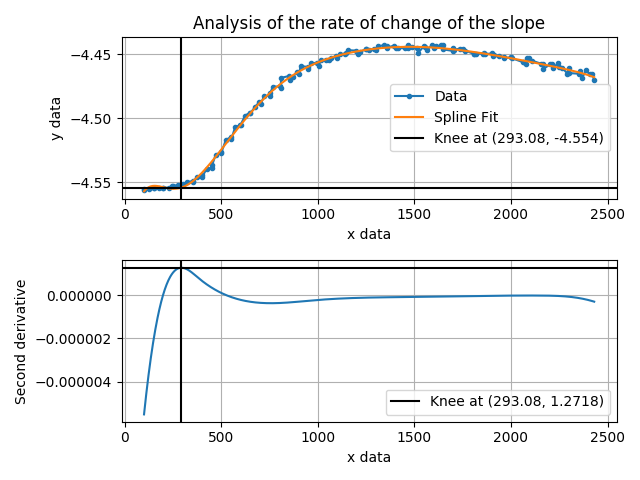 Analysis of the rate of change of the slope
−4.45
−4.50
−4.55
y data
Data
Spline Fit
Knee at (293.08, -4.554)
0 500 1000 1500 2000 2500
x data
0.000000
−0.000002
−0.000004
Second derivative
Knee at (293.08, 1.2718)
0 500 1000 1500 2000 2500
x data